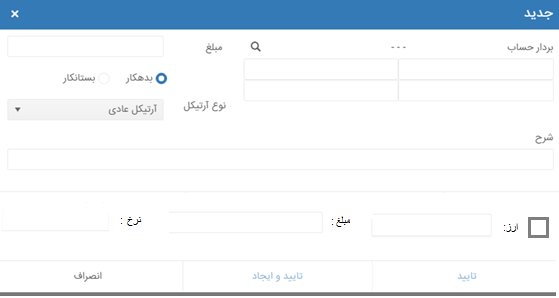 جدید
بردار حساب - - - مبلغ
بدهکار بستانکار
نوع آرتیکل آرتیکل عادی
شرح
ارز: مبلغ: نرخ :
تایید تایید و ایجاد انصراف